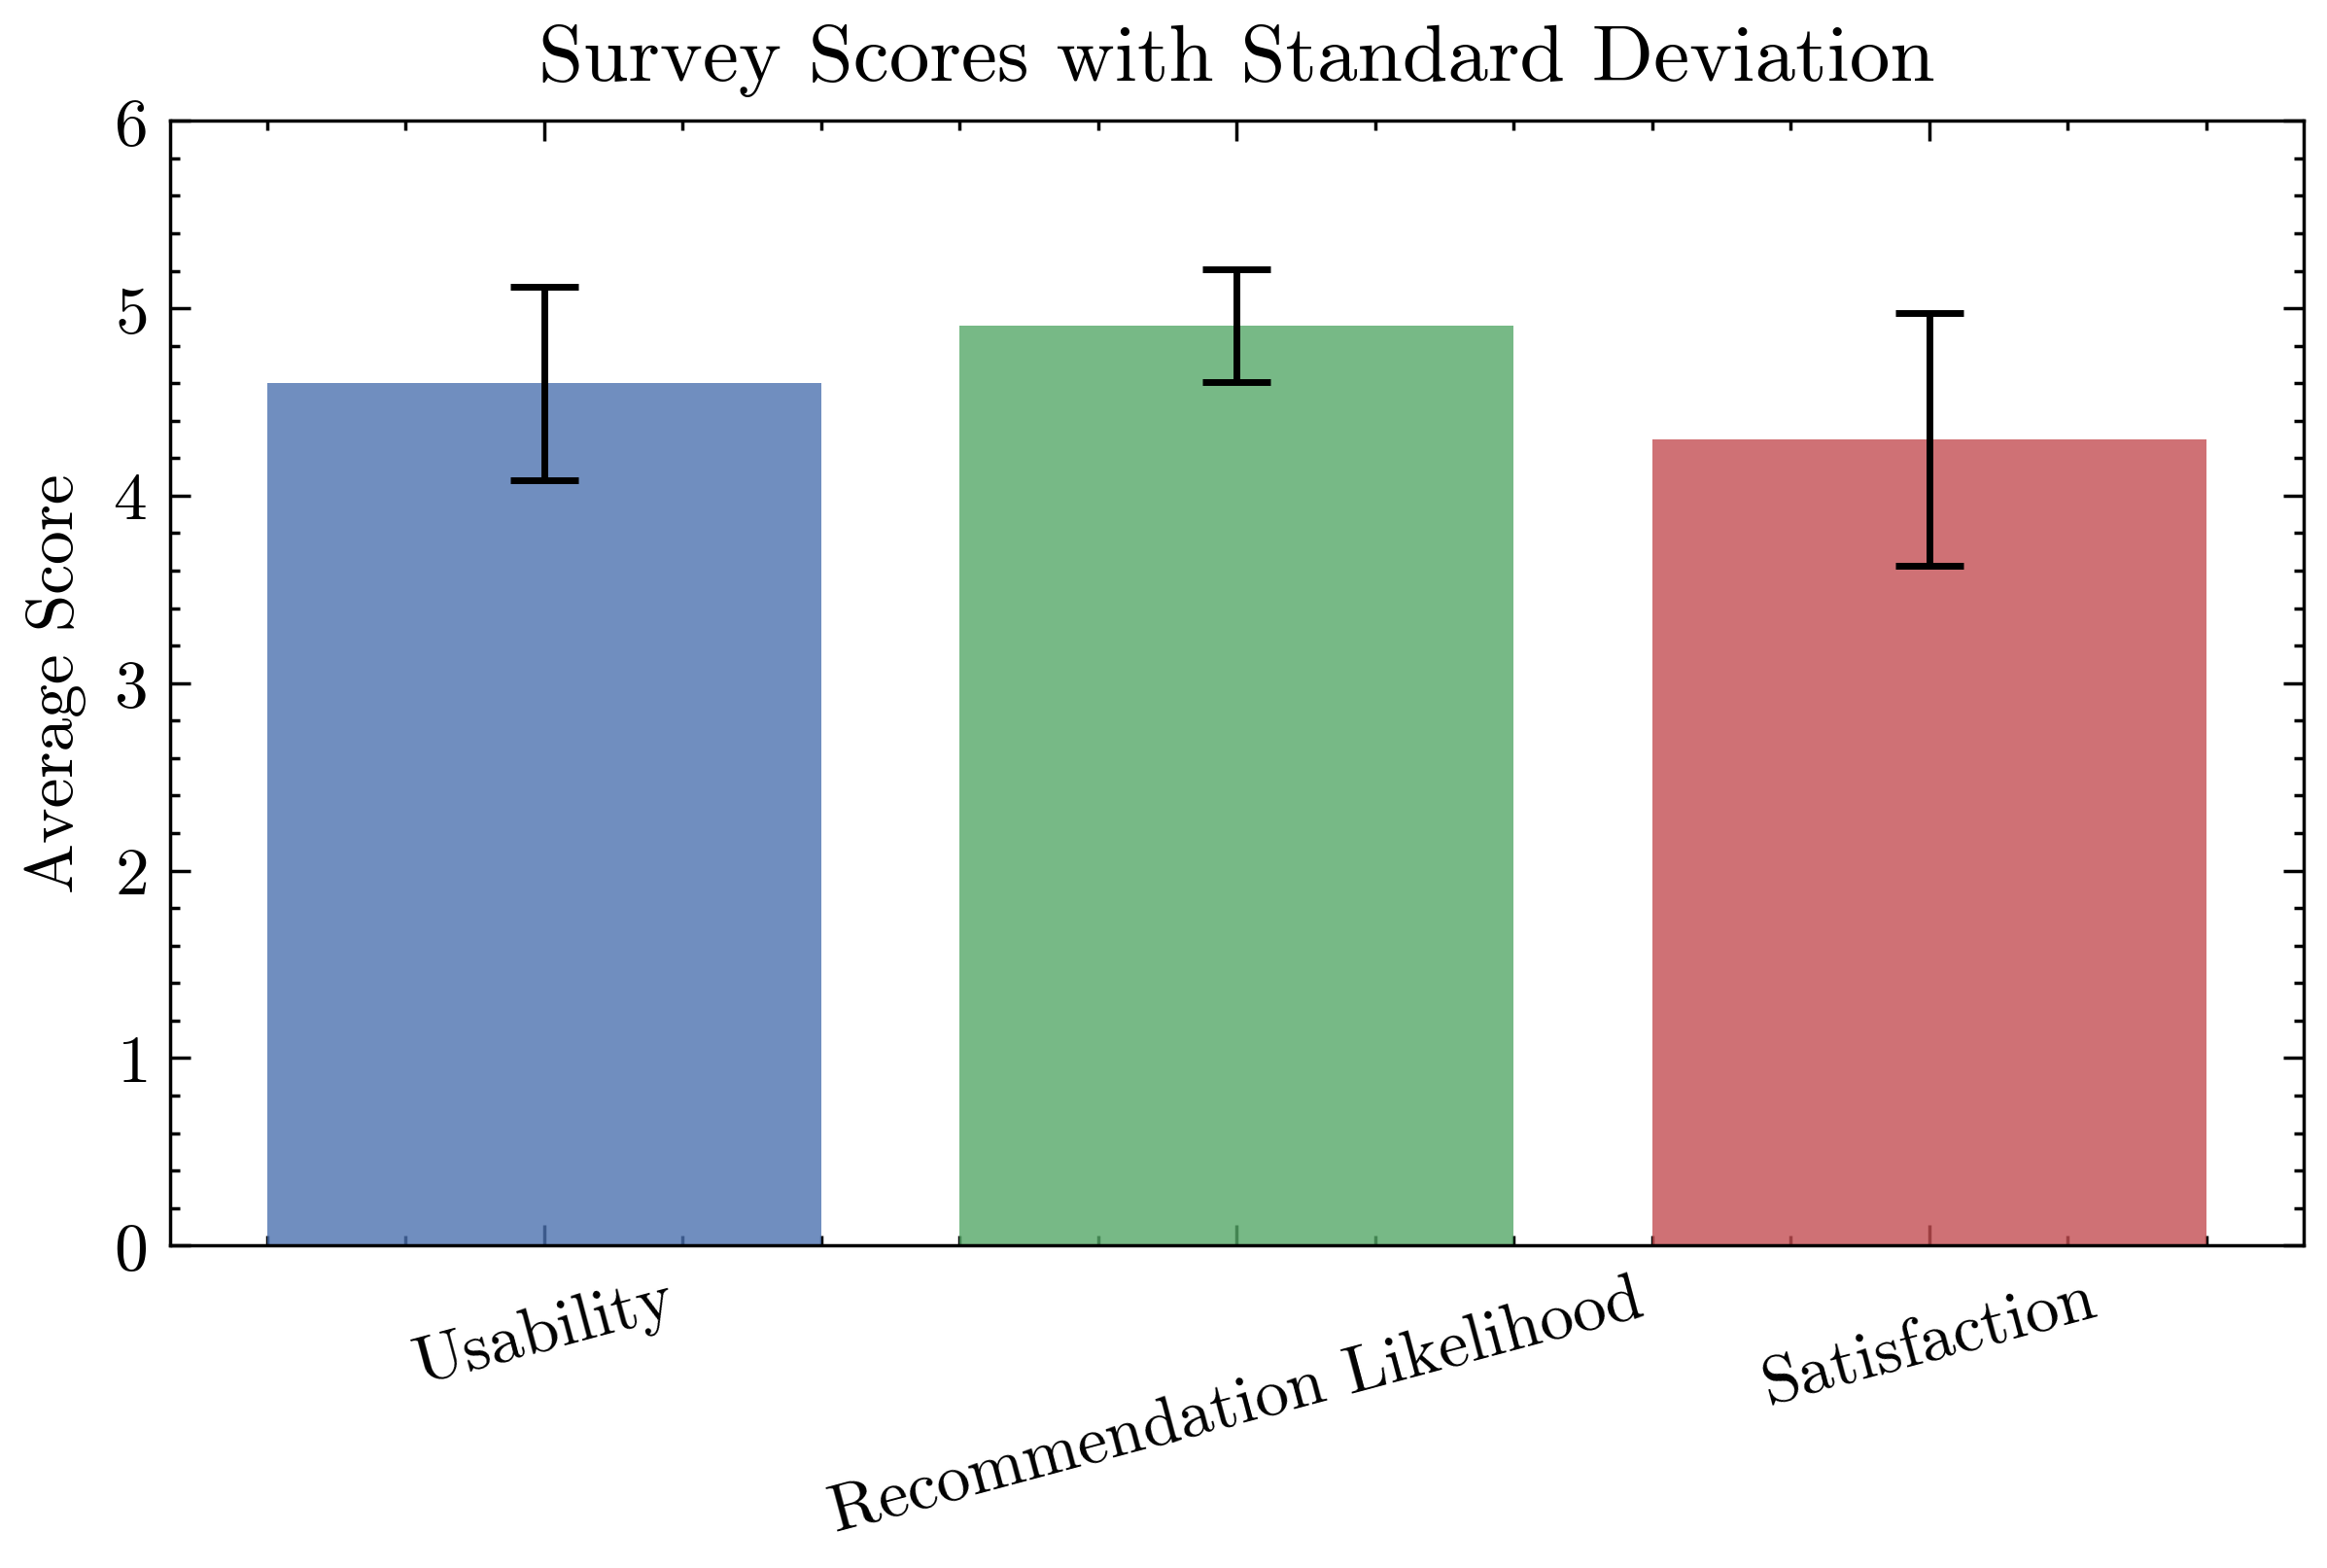 Survey Scores with Standard Deviation
6
5
4
3
2
1
0
Average Score
Usability
Recommendation Likelihood
Satisfaction